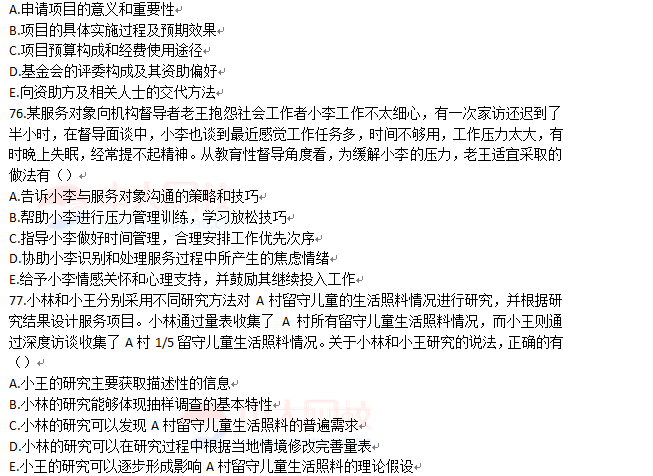 A.申请项目的意义和重要性
B.项目的具体实施过程及预期效果
C.项目预算构成和经费使用途径
D.基金会的评委构成及其资助偏好
E.向资助方及相关人士的交代方法
76.某服务对象向机构督导者老王抱怨社会工作者小李工作不太细心，有一次家访还迟到了
半小时，在督导面谈中，小李也谈到最近感觉工作任务多，时间不够用，工作压力太大，有
时晚上失眠，经常提不起精神。从教育性督导角度看，为缓解小李的压力，老王适宜采取的
做法有（）
A.告诉小李与服务对象沟通的策略和技巧
B.帮助小李进行压力管理训练，学习放松技巧
C.指导小李做好时间管理，合理安排工作优先次序
D.协助小李识别和处理服务过程中所产生的焦虑情绪
E.给予小李情感关怀和心理支持，并鼓励其继续投入工作
77.小林和小王分别采用不同研究方法对 A 村留守儿童的生活照料情况进行研究，并根据研
究结果设计服务项目。小林通过量表收集了 A 村所有留守儿童生活照料情况，而小王则通
过深度访谈收集了 A 村 1/5 留守儿童生活照料情况。关于小林和小王研究的说法，正确的有
（）
A.小王的研究主要获取描述性的信息
B.小林的研究能够体现抽样调查的基本特性
C.小林的研究可以发现 A 村留守儿童生活照料的普遍需求
D.小林的研究可以在研究过程中根据当地情境修改完善量表
E.小王的研究可以逐步形成影响 A 村留守儿童生活照料的理论假设